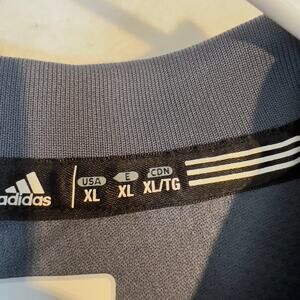 adidas
USA E CDN
XL XL XL/TG